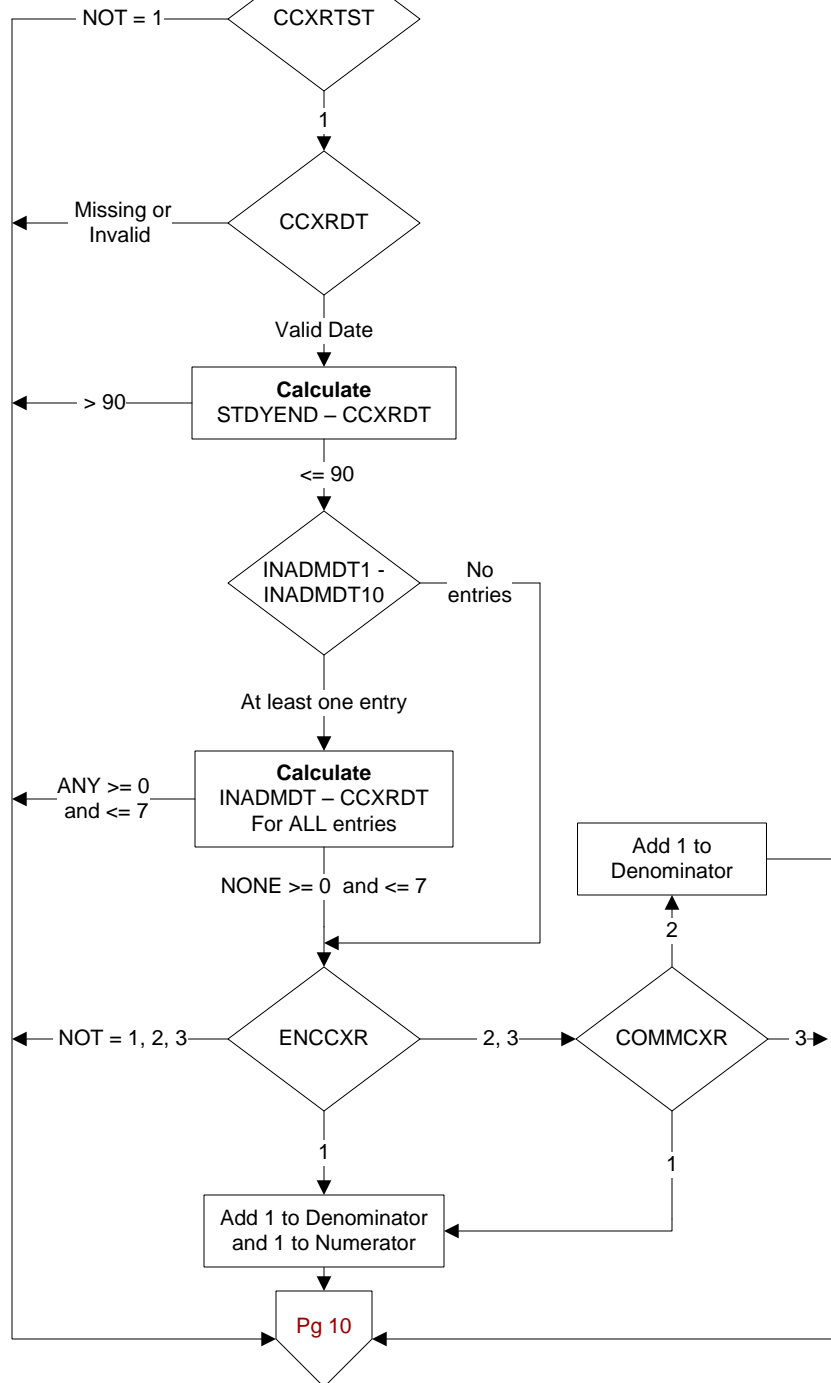 NOT = 1
CCXRTST
1
Missing or
Invalid
CCXRDT
Valid Date
> 90
Calculate
STDYEND – CCXRDT
<= 90
INADMDT1 -
INADMDT10
No
entries
At least one entry
ANY >= 0
and <= 7
Calculate
INADMDT – CCXRDT
For ALL entries
NONE >= 0 and <= 7
Add 1 to
Denominator
2
NOT = 1, 2, 3
ENCCXR
2, 3
COMMCXR
3
1
1
Add 1 to Denominator
and 1 to Numerator
Pg 10